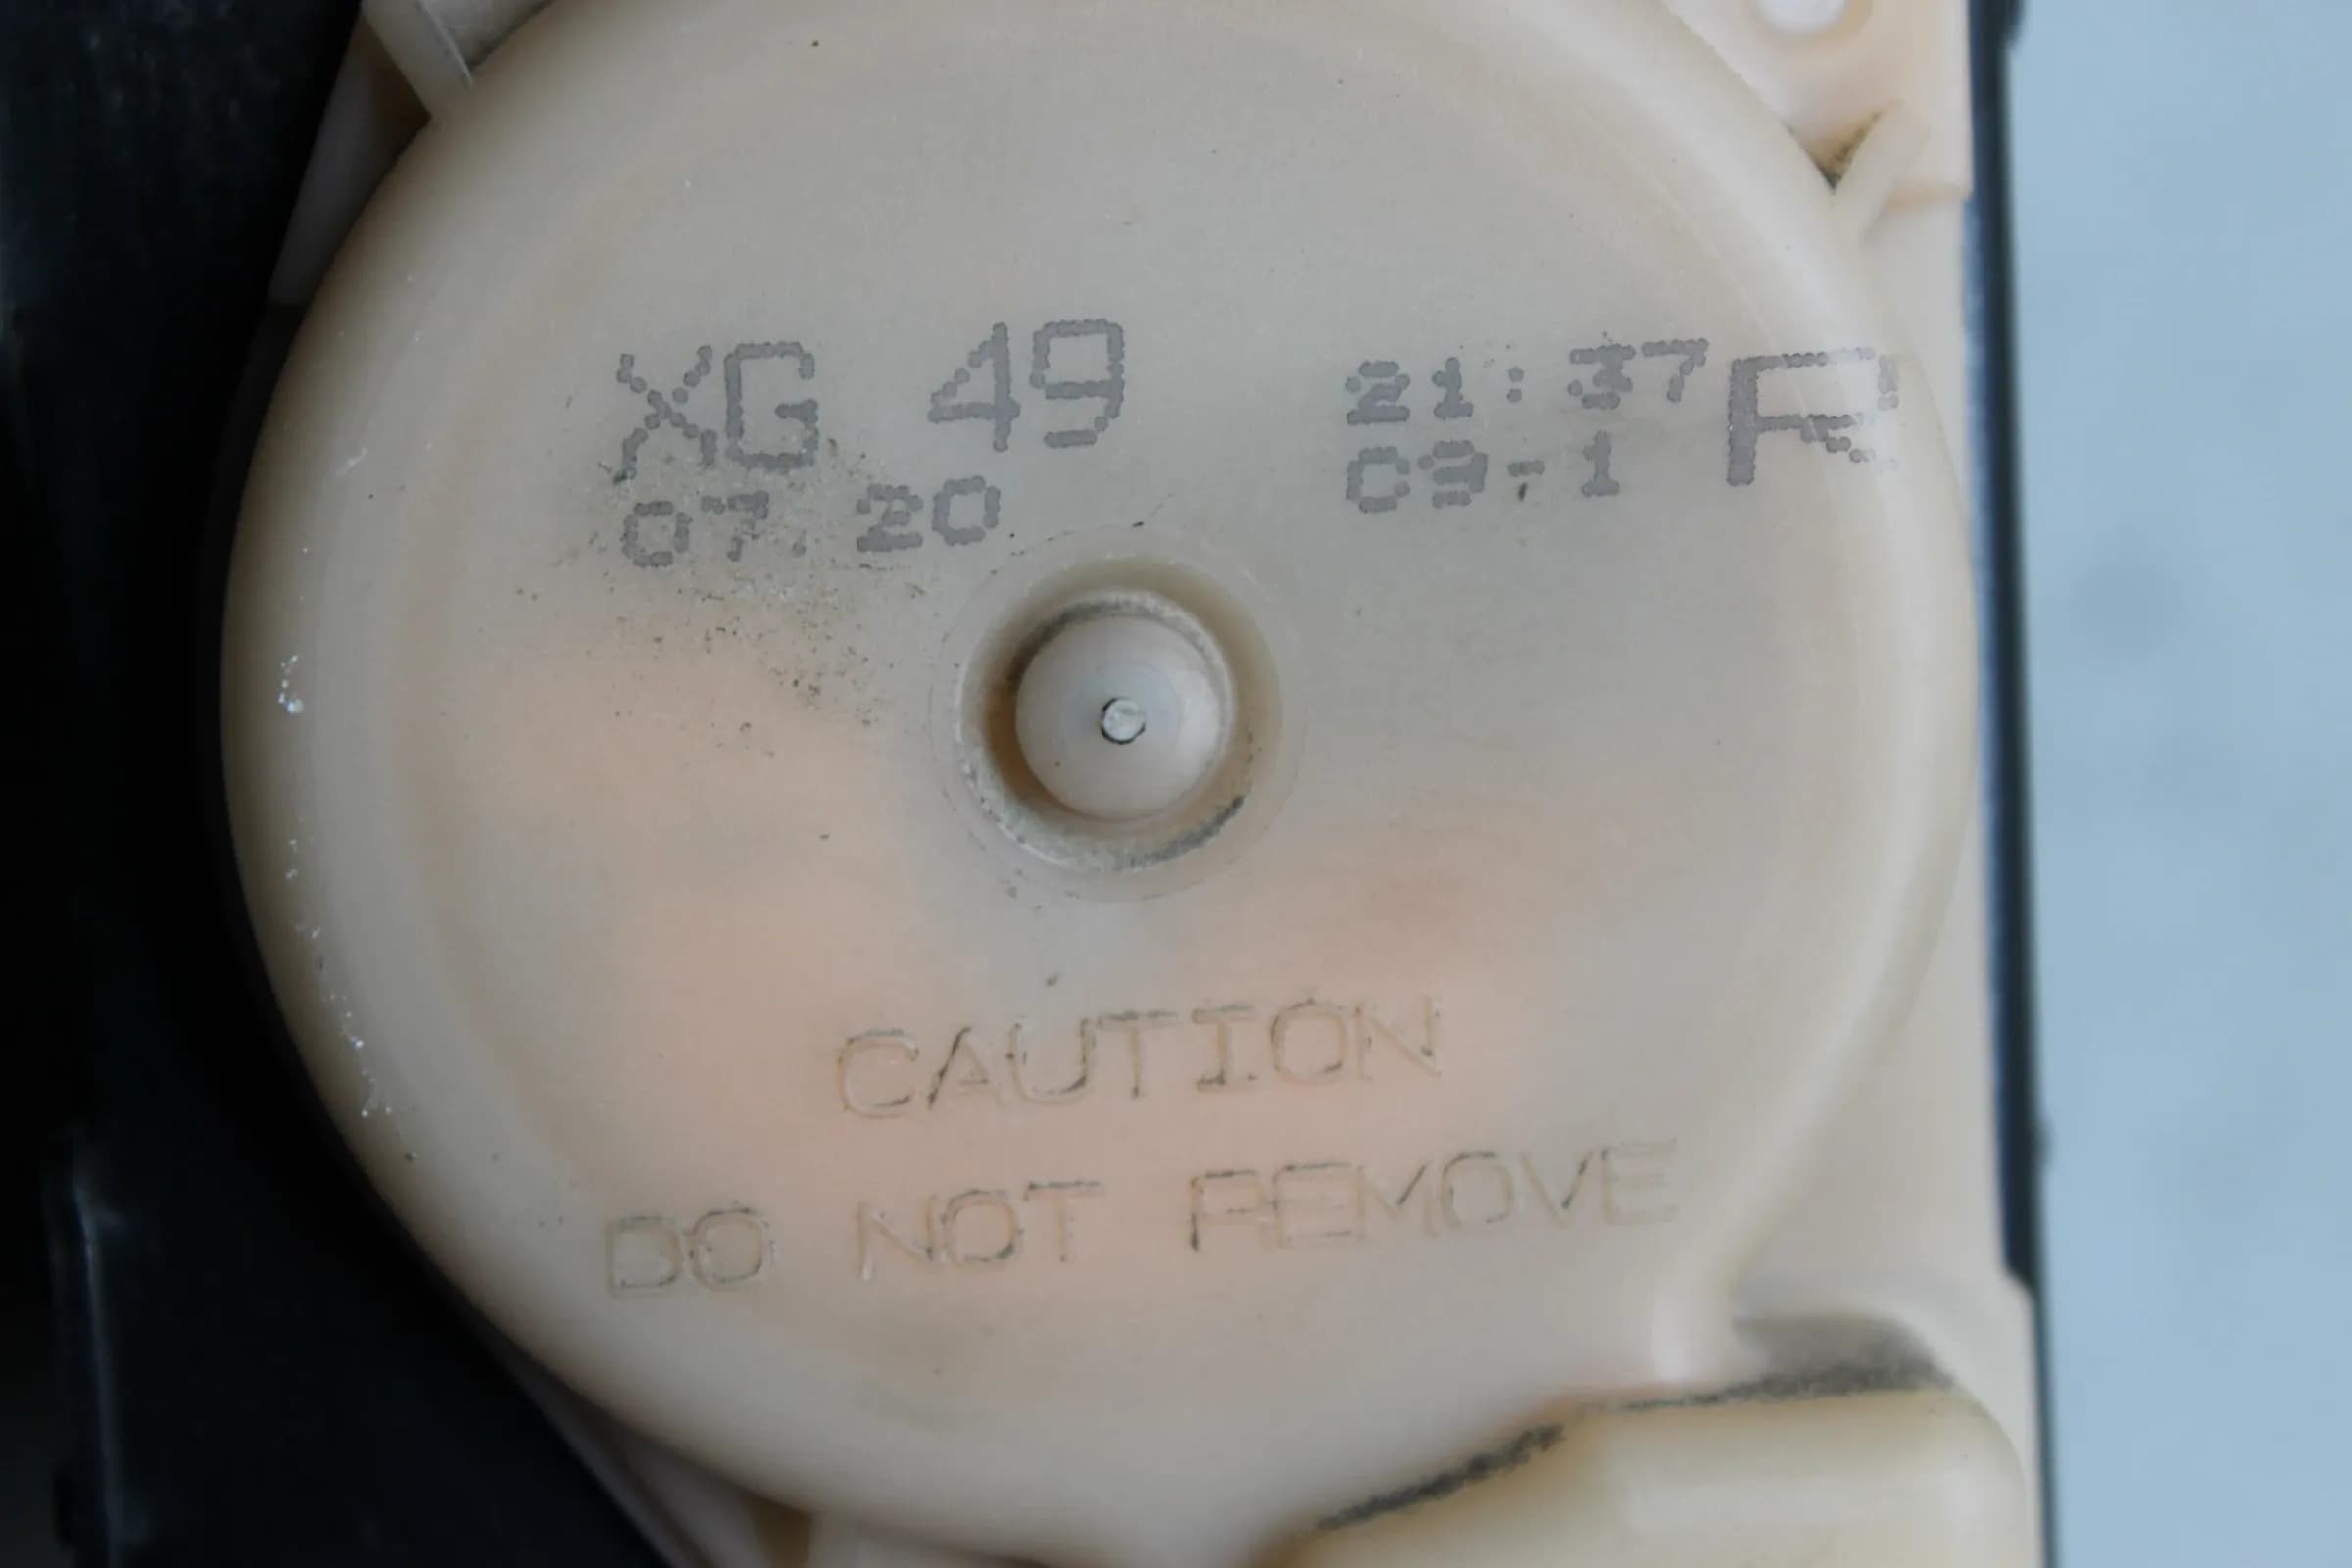 XG 49 21:37 R
07. 20 09-1
CAUTION
DO NOT REMOVE